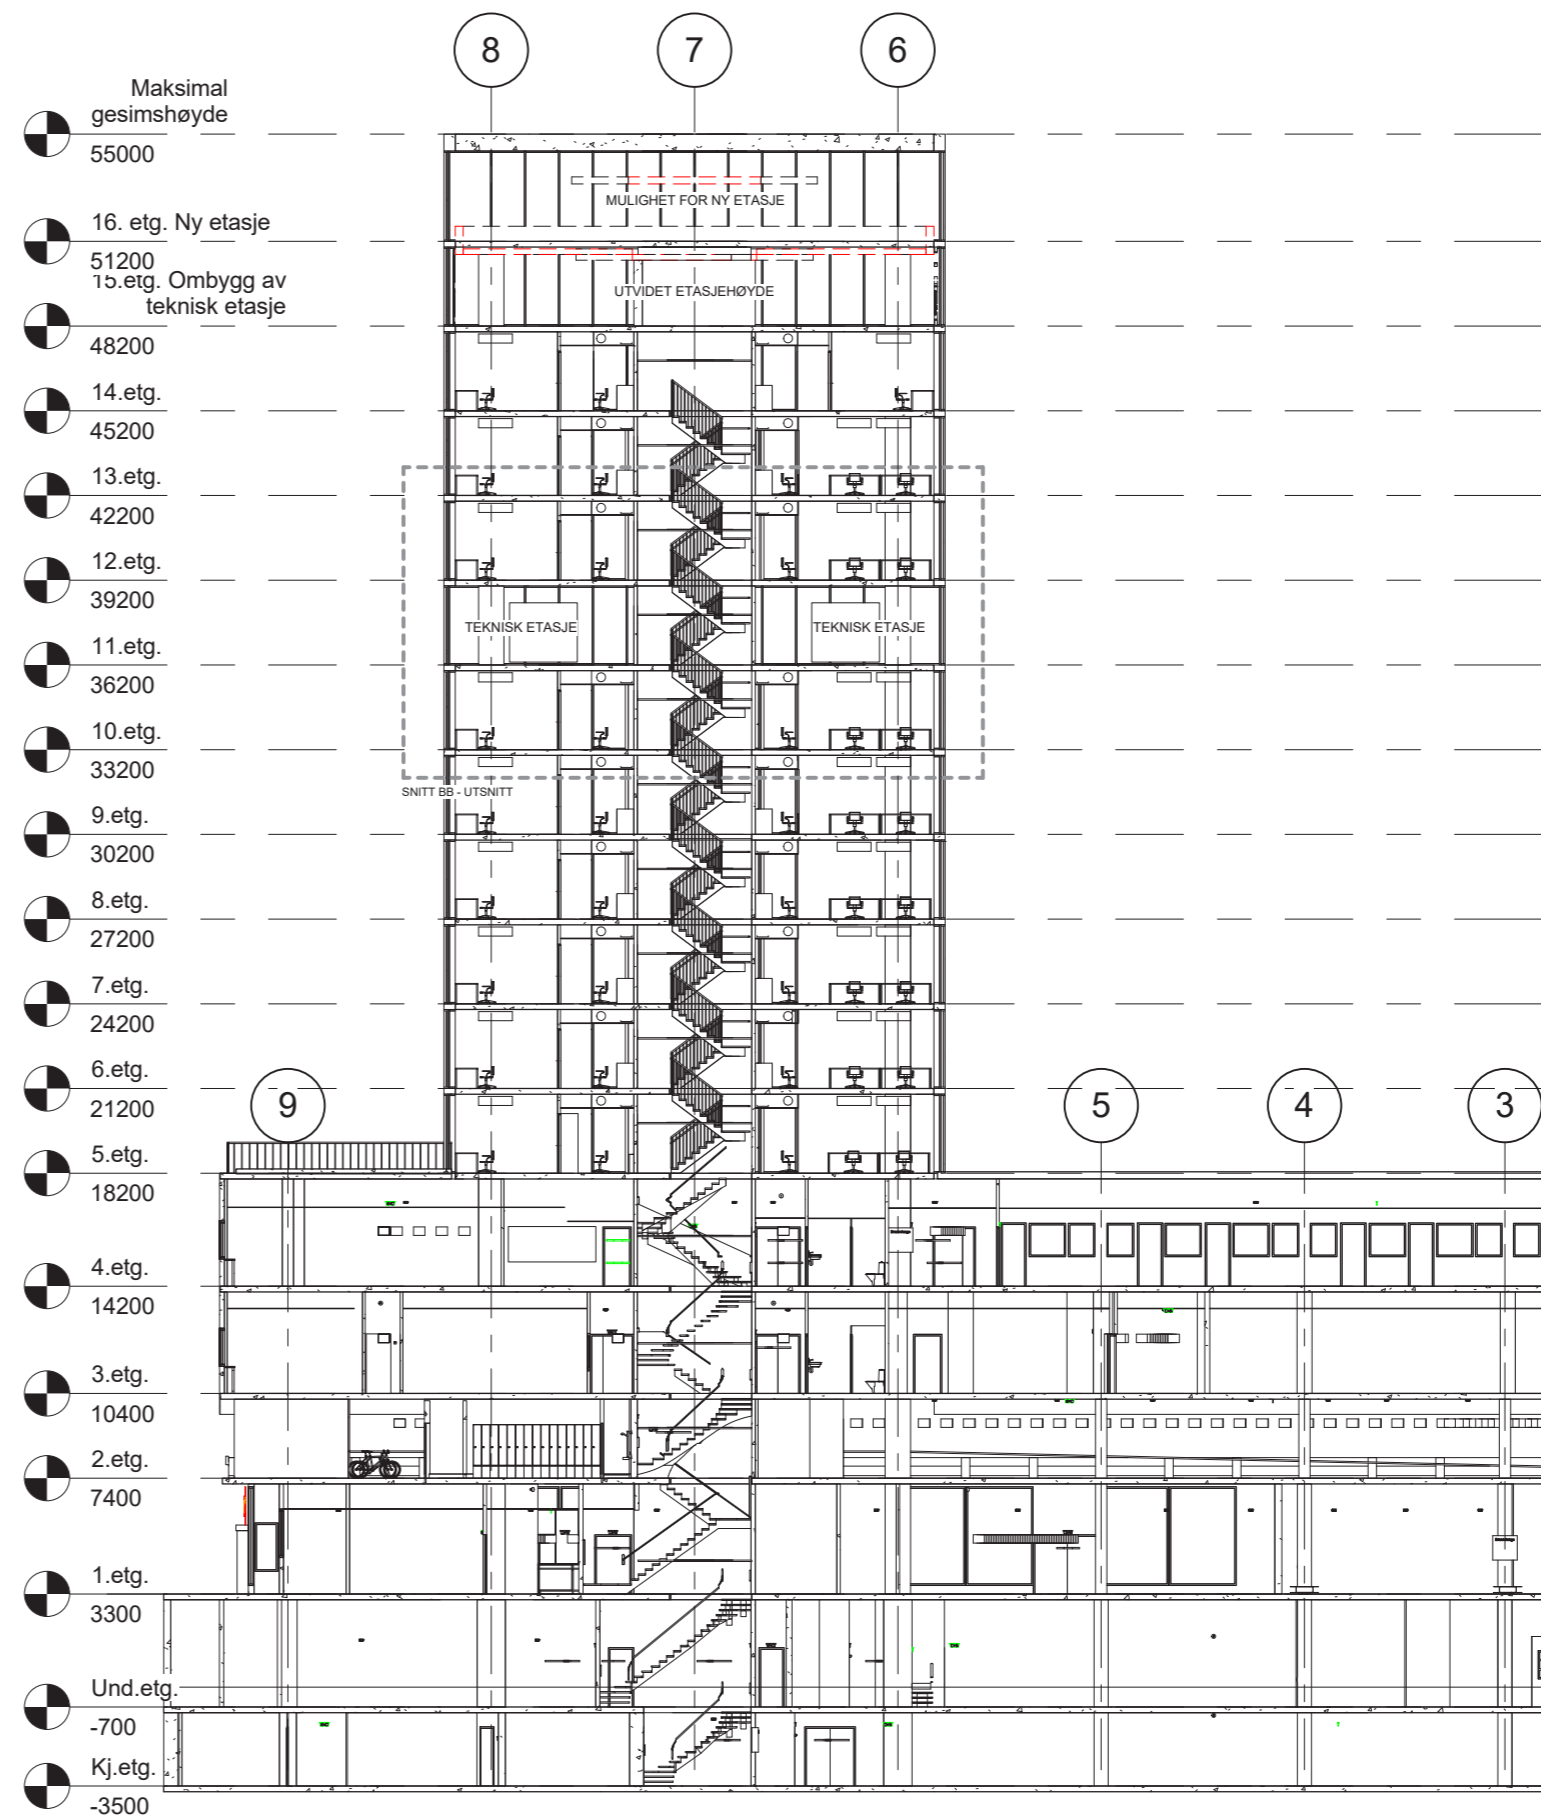 8
7
6
Maksimal
gesimshøyde
55000
MULIGHET FOR NY ETASJE
16. etg. Ny etasje
51200
15.etg. Ombygg av
teknisk etasje
UTVIDET ETASJEHØYDE
48200
14.etg.
45200
13.etg.
42200
12.etg.
39200
TEKNISK ETASJE
TEKNISK ETASJE
11.etg.
36200
10.etg.
33200
SNITT BB - UTSNITT
9.etg.
30200
8.etg.
27200
7.etg.
24200
6.etg.
21200
9
5
4
3
5.etg.
18200
4.etg.
14200
3.etg.
10400
2.etg.
7400
1.etg.
3300
Und.etg.
-700
Kj.etg.
-3500